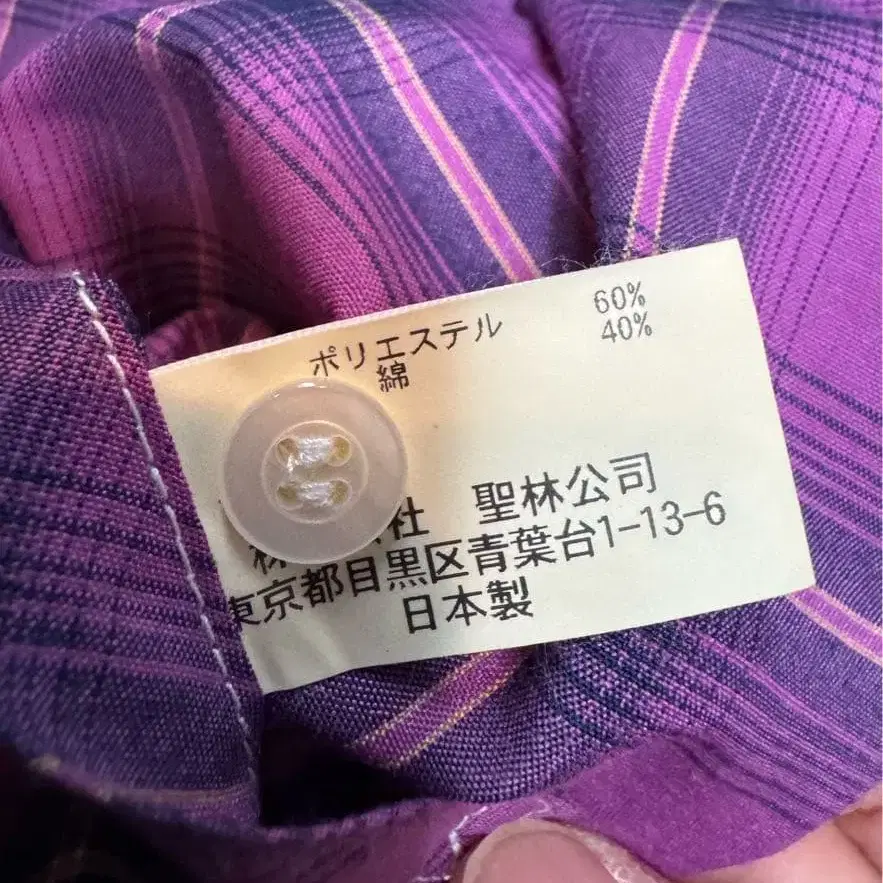 ポリエステル 60%
綿 40%
社 聖林公司
東京都目黒区青葉台1-13-6
日本製